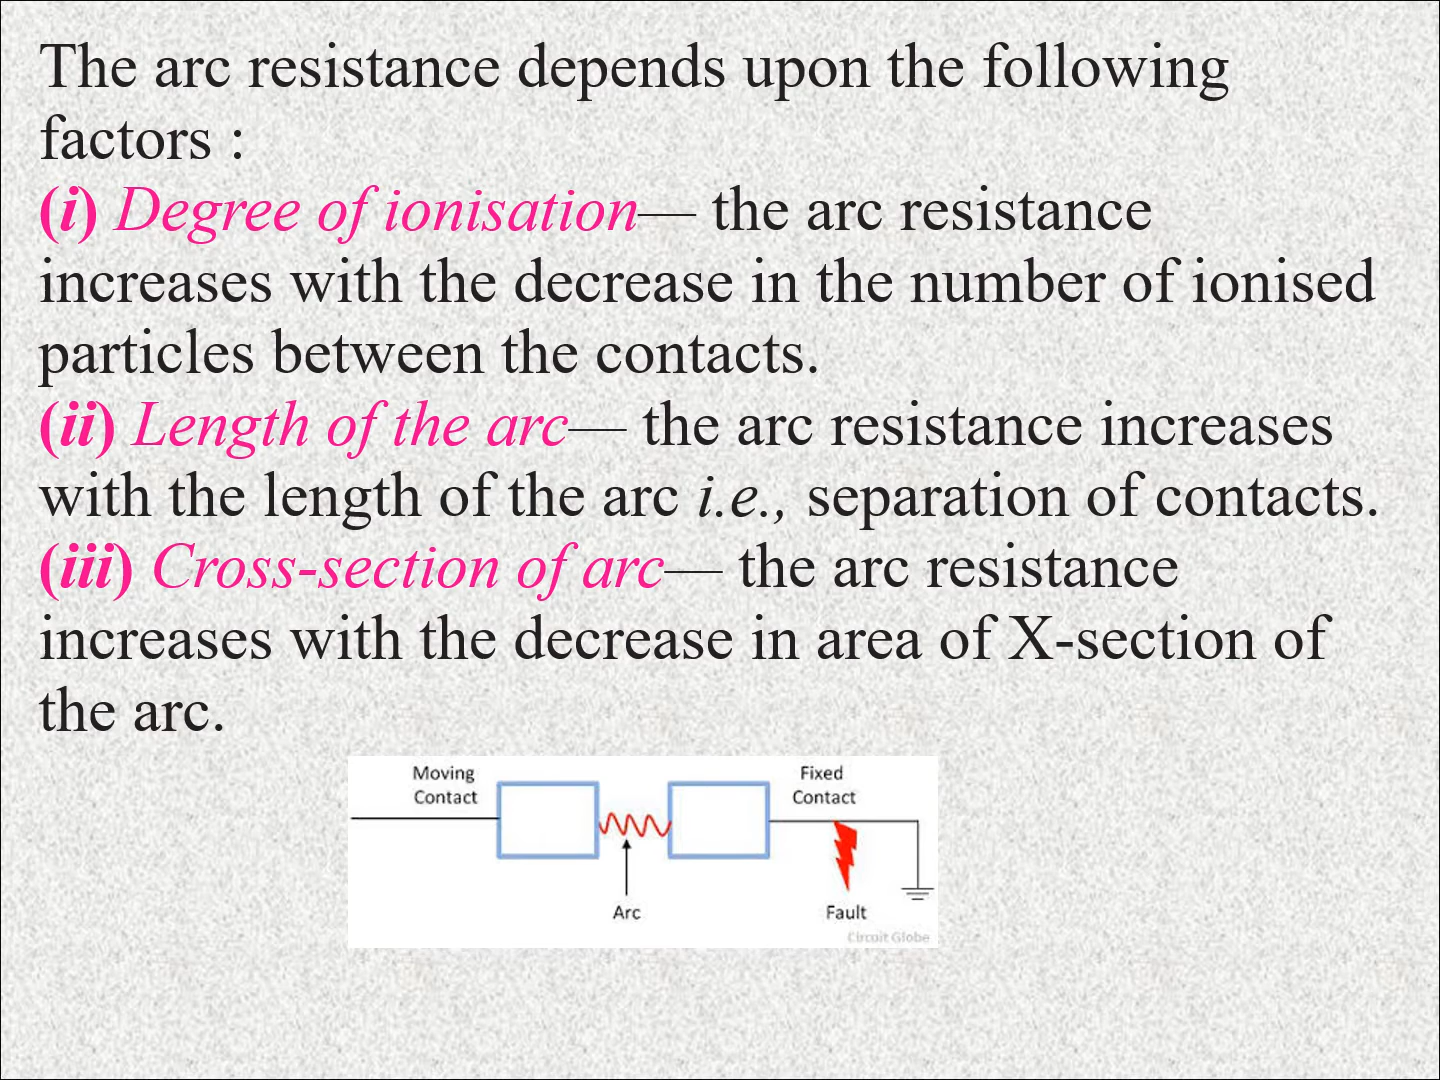 The arc resistance depends upon the following
factors :
(i) Degree of ionisation— the arc resistance
increases with the decrease in the number of ionised
particles between the contacts.
(ii) Length of the arc— the arc resistance increases
with the length of the arc i.e., separation of contacts.
(iii) Cross-section of arc— the arc resistance
increases with the decrease in area of X-section of
the arc.
Moving
Contact
Fixed
Contact
Arc
Fault
Circuit Globe